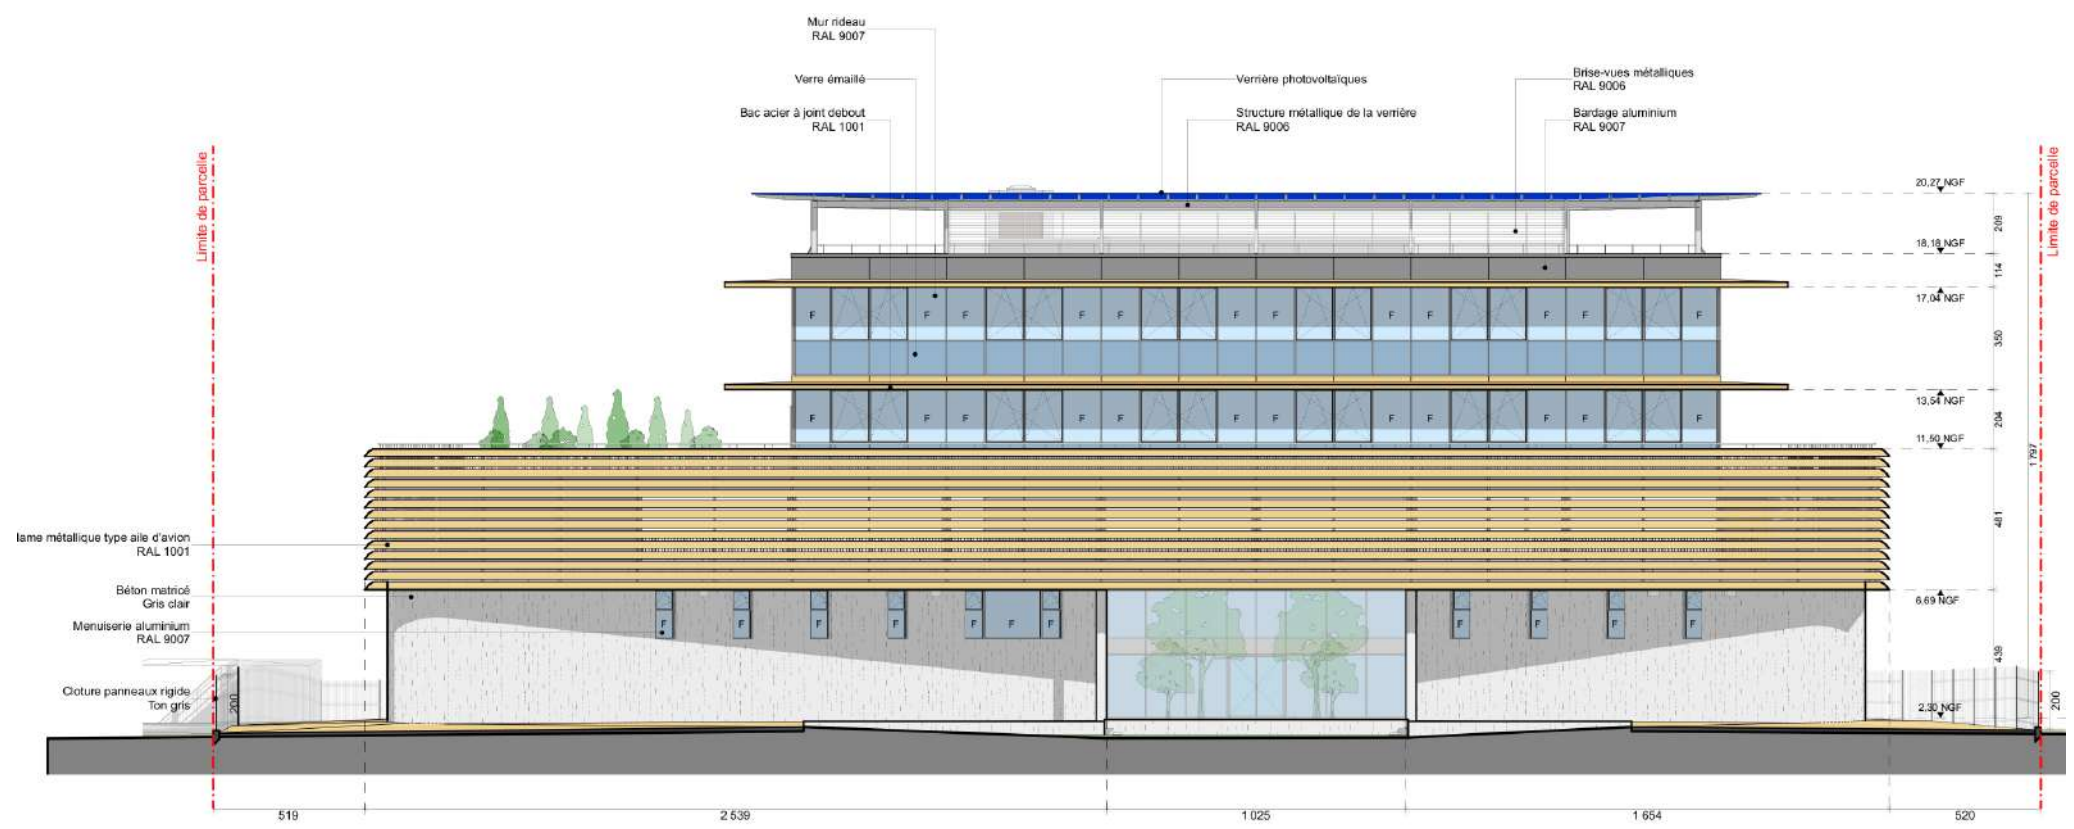 Mur rideau
RAL 9007
Verre émaillé
Bac acier à joint debout
RAL 1001
Verrière photovoltaïques
Structure métallique de la verrière
RAL 9006
Brise-vues métalliques
RAL 9006
Bardage aluminium
RAL 9007
Limite de parcelle
Limite de parcelle
20,27 NGF
209
18,18 NGF
114
17,04 NGF
350
13,54 NGF
204
11,50 NGF
1 797
481
6,69 NGF
439
2,30 NGF
200
F F F F F F F F F F F F
F F F F F F F F F F F F
lame métallique type aile d'avion
RAL 1001
Béton matricé
Gris clair
Menuiserie aluminium
RAL 9007
F F F F F F F F F F F
Cloture panneaux rigide
Ton gris
200
519
2 539
1 025
1 654
520